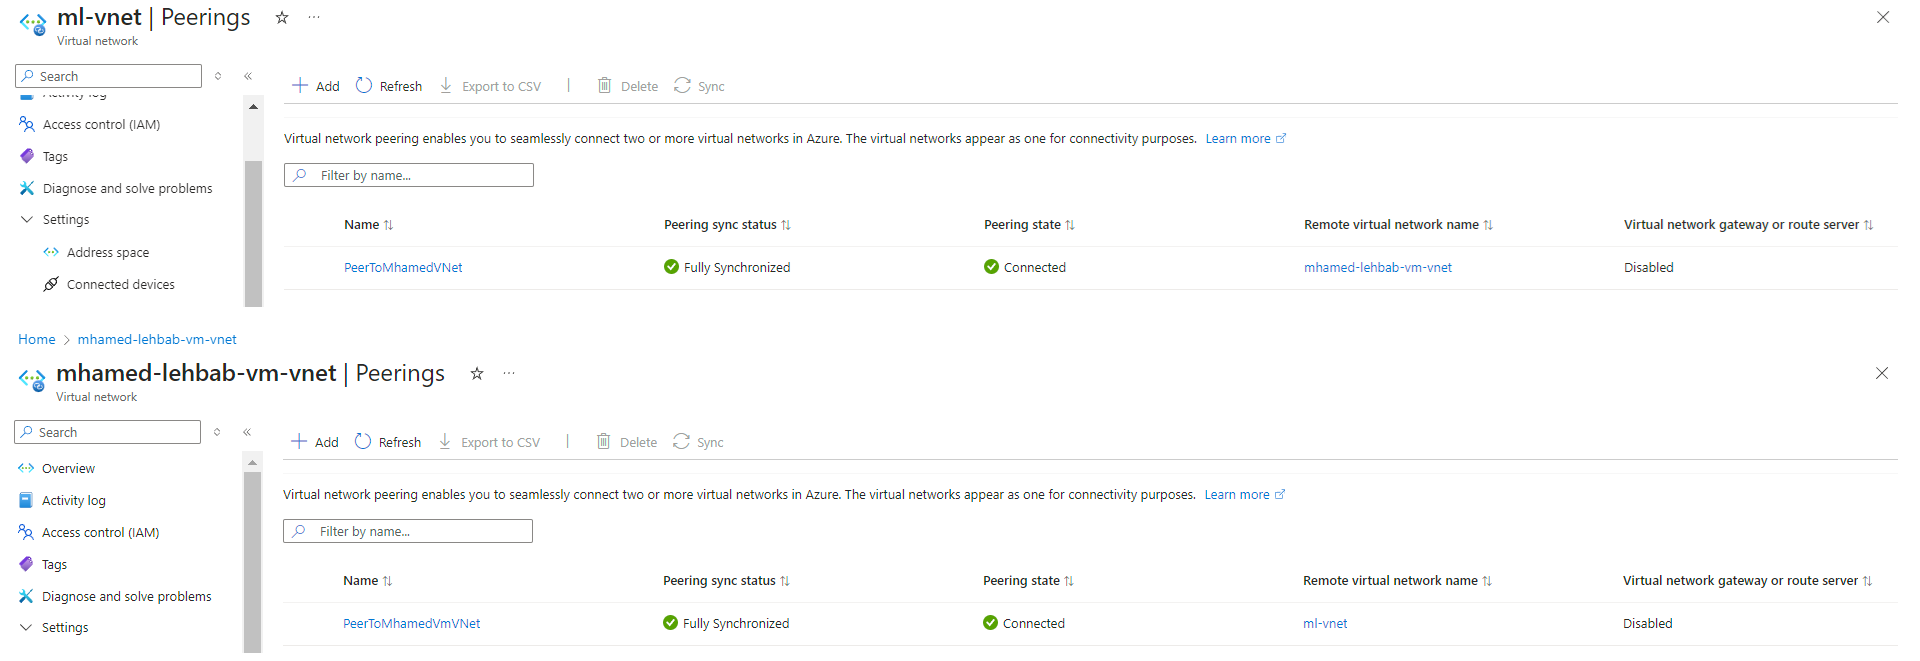 ml-vnet | Peerings
Virtual network
Search
Add Refresh Export to CSV Delete Sync
Activity log
Access control (IAM)
Tags
Diagnose and solve problems
Settings
Address space
Connected devices
Virtual network peering enables you to seamlessly connect two or more virtual networks in Azure. The virtual networks appear as one for connectivity purposes. Learn more
Filter by name...
Name Peering sync status Peering state Remote virtual network name Virtual network gateway or route server
PeerToMhamedVNet Fully Synchronized Connected mhamed-lehbab-vm-vnet Disabled
Home > mhamed-lehbab-vm-vnet
mhamed-lehbab-vm-vnet | Peerings
Virtual network
Search
Add Refresh Export to CSV Delete Sync
Overview
Activity log
Access control (IAM)
Tags
Diagnose and solve problems
Settings
Virtual network peering enables you to seamlessly connect two or more virtual networks in Azure. The virtual networks appear as one for connectivity purposes. Learn more
Filter by name...
Name Peering sync status Peering state Remote virtual network name Virtual network gateway or route server
PeerToMhamedVmVNet Fully Synchronized Connected ml-vnet Disabled